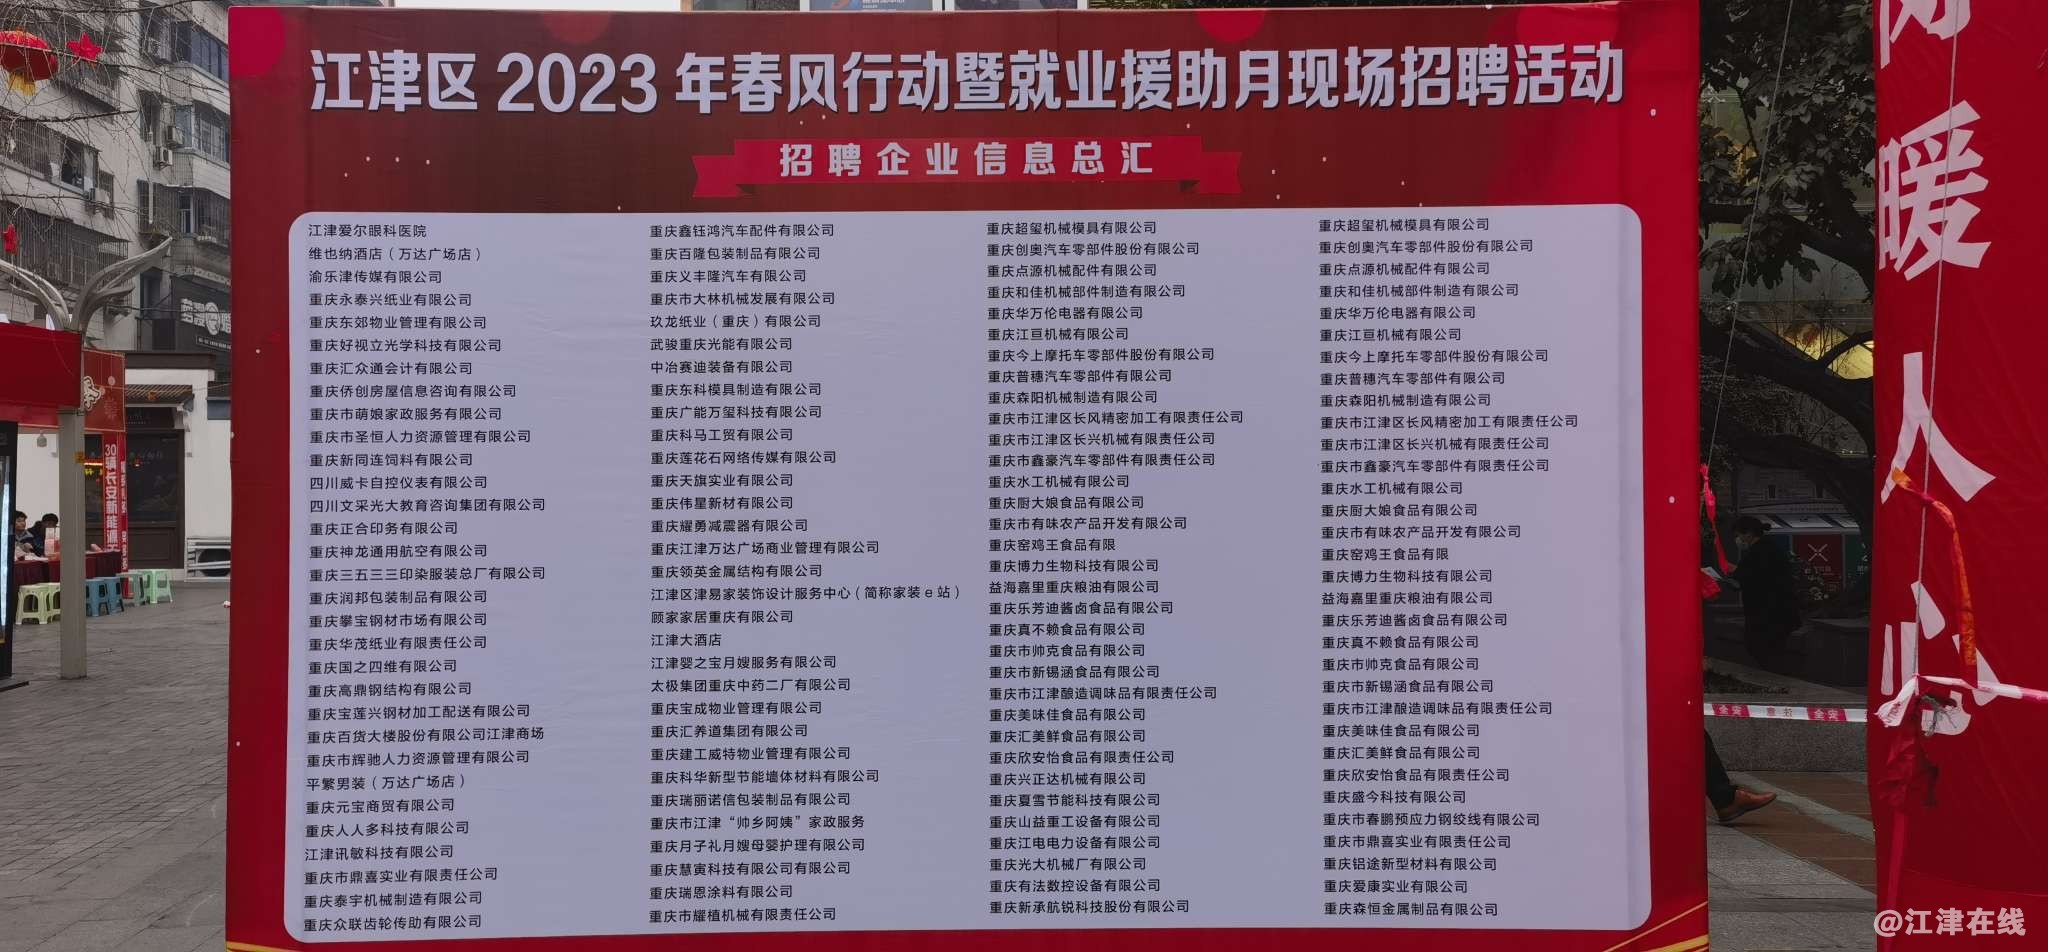 江津区 2023 年春风行动暨就业援助月现场招聘活动
招聘企业信息总汇
江津爱尔眼科医院
维也纳酒店（万达广场店）
渝乐津传媒有限公司
重庆永泰兴纸业有限公司
重庆东郊物业管理有限公司
重庆好视立光学科技有限公司
重庆汇众通会计有限公司
重庆侨创房屋信息咨询有限公司
重庆市萌娘家政服务有限公司
重庆市圣恒人力资源管理有限公司
重庆新同连饲料有限公司
四川威卡自控仪表有限公司
四川文采光大教育咨询集团有限公司
重庆正合印务有限公司
重庆神龙通用航空有限公司
重庆三五三三印染服装总厂有限公司
重庆润邦包装制品有限公司
重庆攀宝钢材市场有限公司
重庆华茂纸业有限责任公司
重庆国之四维有限公司
重庆高鼎钢结构有限公司
重庆宝莲兴钢材加工配送有限公司
重庆百货大楼股份有限公司江津商场
重庆市辉驰人力资源管理有限公司
平繁男装（万达广场店）
重庆元宝商贸有限公司
重庆人人多科技有限公司
江津讯敏科技有限公司
重庆市鼎喜实业有限责任公司
重庆泰宇机械制造有限公司
重庆众联齿轮传助有限公司
重庆鑫钰鸿汽车配件有限公司
重庆百隆包装制品有限公司
重庆义丰隆汽车有限公司
重庆市大林机械发展有限公司
玖龙纸业（重庆）有限公司
武骏重庆光能有限公司
中冶赛迪装备有限公司
重庆东科模具制造有限公司
重庆广能万玺科技有限公司
重庆科马工贸有限公司
重庆莲花石网络传媒有限公司
重庆天旗实业有限公司
重庆伟星新材有限公司
重庆耀勇减震器有限公司
重庆江津万达广场商业管理有限公司
重庆领英金属结构有限公司
江津区津易家装饰设计服务中心（简称家装e站）
顾家家居重庆有限公司
江津大酒店
江津婴之宝月嫂服务有限公司
太极集团重庆中药二厂有限公司
重庆宝成物业管理有限公司
重庆汇养道集团有限公司
重庆建工威特物业管理有限公司
重庆科华新型节能墙体材料有限公司
重庆瑞丽诺信包装制品有限公司
重庆市江津“帅乡阿姨”家政服务
重庆月子礼月嫂母婴护理有限公司
重庆慧寅科技有限公司有限公司
重庆瑞恩涂料有限公司
重庆市耀植机械有限责任公司
重庆超玺机械模具有限公司
重庆创奥汽车零部件股份有限公司
重庆点源机械配件有限公司
重庆和佳机械部件制造有限公司
重庆华万伦电器有限公司
重庆江亘机械有限公司
重庆今上摩托车零部件股份有限公司
重庆普穗汽车零部件有限公司
重庆森阳机械制造有限公司
重庆市江津区长风精密加工有限责任公司
重庆市江津区长兴机械有限责任公司
重庆市鑫豪汽车零部件有限责任公司
重庆水工机械有限公司
重庆厨大娘食品有限公司
重庆市有味农产品开发有限公司
重庆窑鸡王食品有限
重庆博力生物科技有限公司
益海嘉里重庆粮油有限公司
重庆乐芳迪酱卤食品有限公司
重庆真不赖食品有限公司
重庆市帅克食品有限公司
重庆市新锡涵食品有限公司
重庆市江津酿造调味品有限责任公司
重庆美味佳食品有限公司
重庆汇美鲜食品有限公司
重庆欣安怡食品有限责任公司
重庆兴正达机械有限公司
重庆夏雪节能科技有限公司
重庆山益重工设备有限公司
重庆江电电力设备有限公司
重庆光大机械厂有限公司
重庆有法数控设备有限公司
重庆新承航锐科技股份有限公司
重庆超玺机械模具有限公司
重庆创奥汽车零部件股份有限公司
重庆点源机械配件有限公司
重庆和佳机械部件制造有限公司
重庆华万伦电器有限公司
重庆江亘机械有限公司
重庆今上摩托车零部件股份有限公司
重庆普穗汽车零部件有限公司
重庆森阳机械制造有限公司
重庆市江津区长风精密加工有限责任公司
重庆市江津区长兴机械有限责任公司
重庆市鑫豪汽车零部件有限责任公司
重庆水工机械有限公司
重庆厨大娘食品有限公司
重庆市有味农产品开发有限公司
重庆窑鸡王食品有限
重庆博力生物科技有限公司
益海嘉里重庆粮油有限公司
重庆乐芳迪酱卤食品有限公司
重庆真不赖食品有限公司
重庆市帅克食品有限公司
重庆市新锡涵食品有限公司
重庆市江津酿造调味品有限责任公司
重庆美味佳食品有限公司
重庆汇美鲜食品有限公司
重庆欣安怡食品有限责任公司
重庆盛今科技有限公司
重庆市春鹏预应力钢绞线有限公司
重庆市鼎喜实业有限责任公司
重庆铝途新型材料有限公司
重庆爱康实业有限公司
重庆森恒金属制品有限公司
30辆长安新能源
暖人心
@江津在线